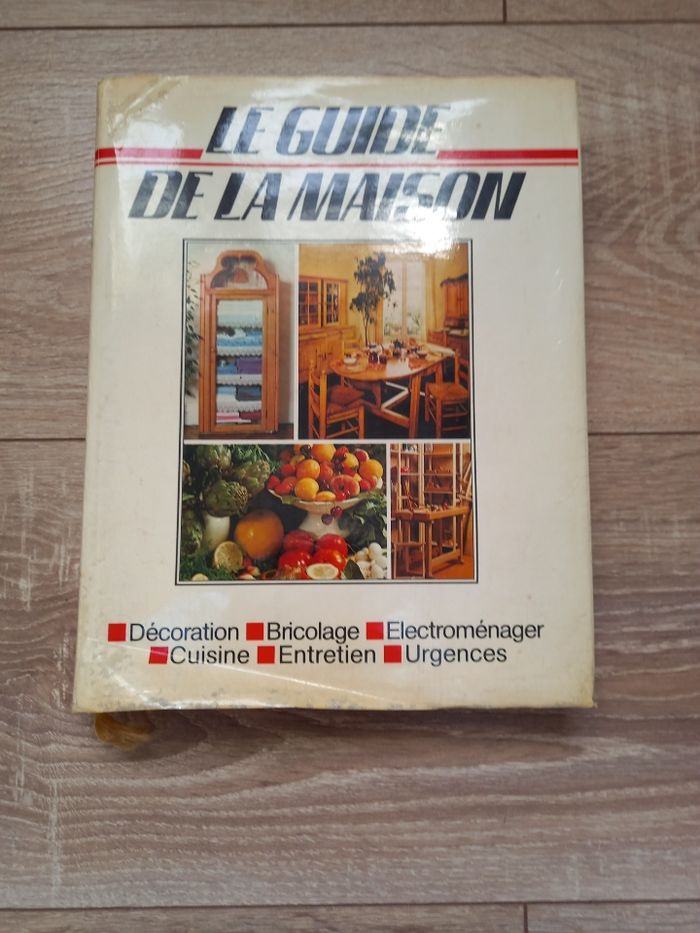 LE GUIDE
DE LA MAISON
Décoration Bricolage Electroménager
Cuisine Entretien Urgences